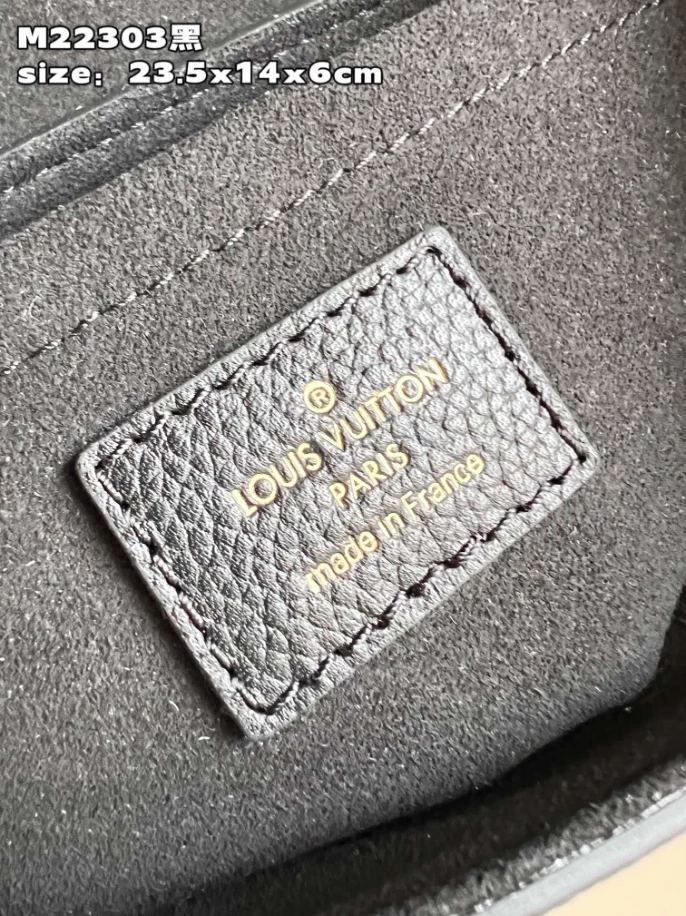 M22303黑
size：23.5x14x6cm
®
LOUIS VUITTON
PARIS
made in France